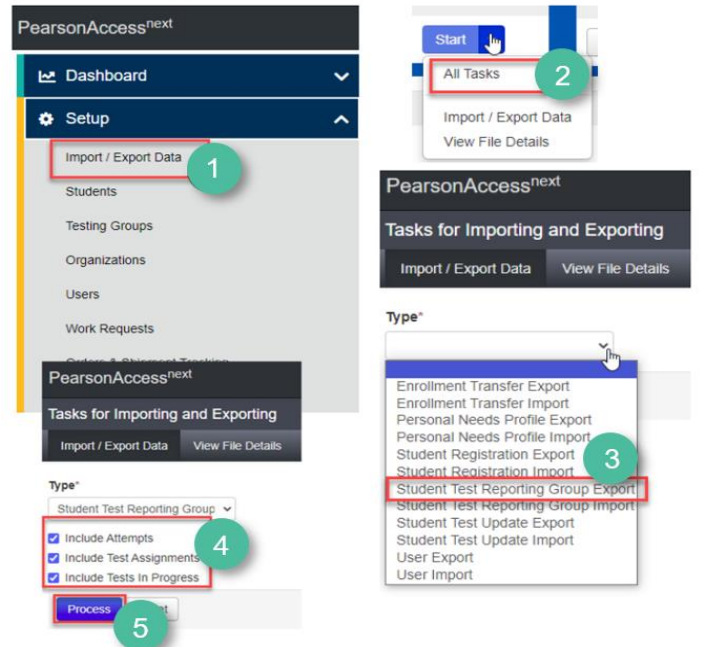 PearsonAccessnext
Dashboard
Setup
Import / Export Data
1
Students
Testing Groups
Organizations
Users
Work Requests
Orders & Shipment Tracking
Start
All Tasks
2
Import / Export Data
View File Details
PearsonAccessnext
Tasks for Importing and Exporting
Import / Export Data View File Details
Type*
Enrollment Transfer Export
Enrollment Transfer Import
Personal Needs Profile Export
Personal Needs Profile Import
Student Registration Export
Student Registration Import
3
Student Test Reporting Group Export
Student Test Reporting Group Import
Student Test Update Export
Student Test Update Import
User Export
User Import
PearsonAccessnext
Tasks for Importing and Exporting
Import / Export Data View File Details
Type*
Student Test Reporting Group
Include Attempts
4
Include Test Assignments
Include Tests In Progress
Process
5